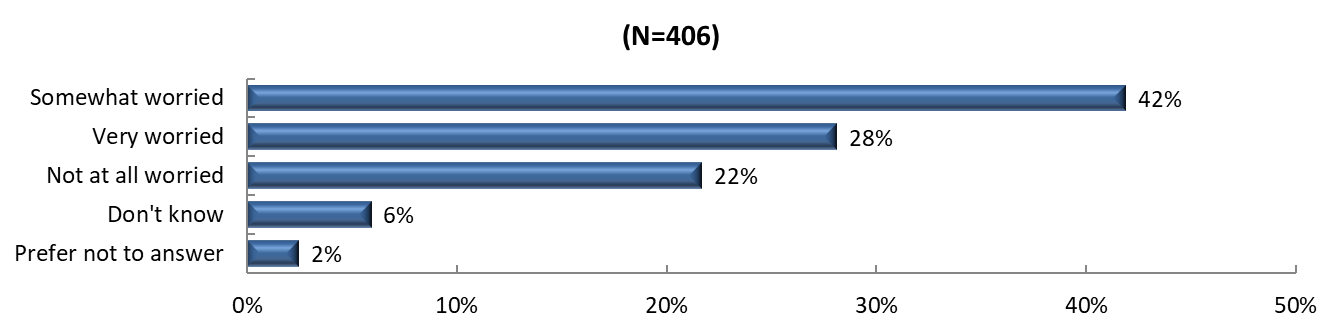 (N=406)
Somewhat worried 42%
Very worried 28%
Not at all worried 22%
Don't know 6%
Prefer not to answer 2%
0% 10% 20% 30% 40% 50%